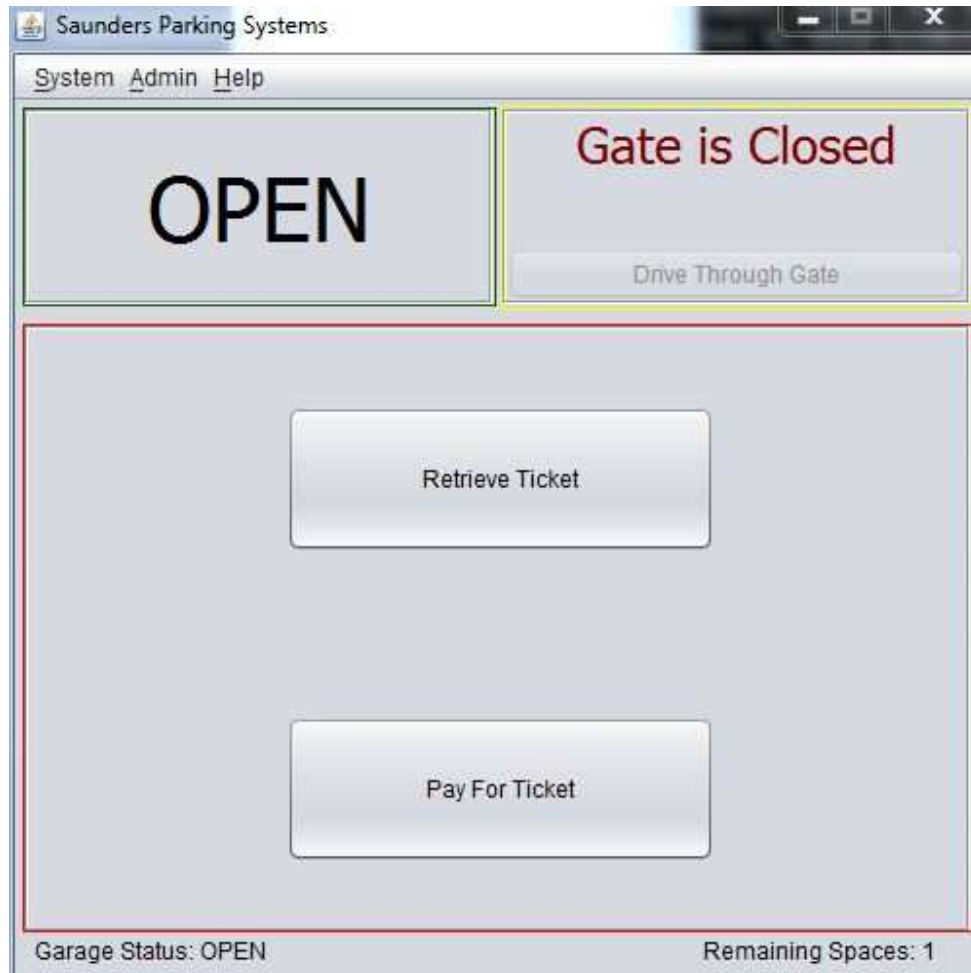 Saunders Parking Systems
System Admin Help
OPEN
Gate is Closed
Drive Through Gate
Retrieve Ticket
Pay For Ticket
Garage Status: OPEN
Remaining Spaces: 1